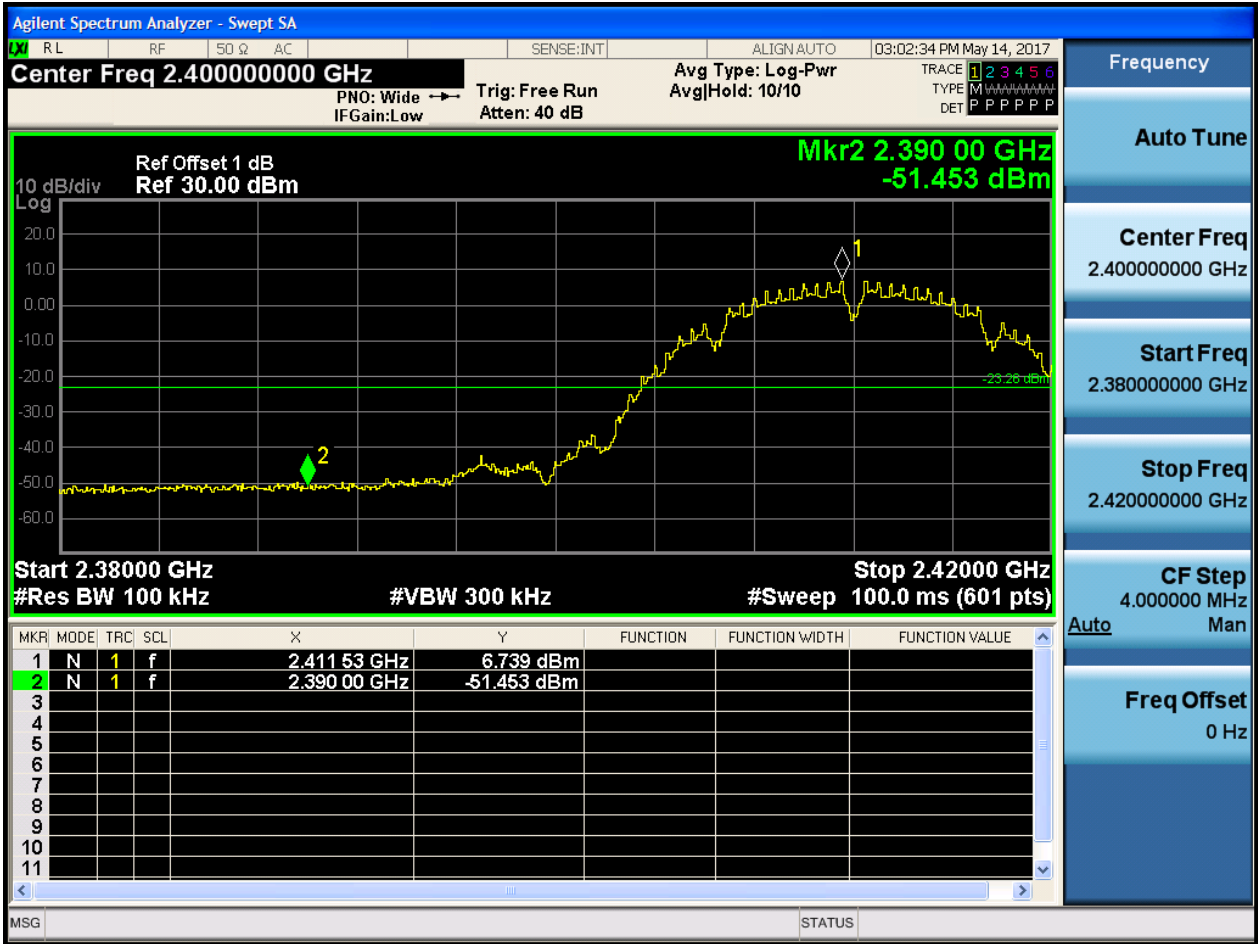 Agilent Spectrum Analyzer - Swept SA
LXI RL RF 50 Ω AC SENSE:INT ALIGN AUTO 03:02:34 PM May 14, 2017
Center Freq 2.400000000 GHz
PNO: Wide
IFGain:Low
Trig: Free Run
Atten: 40 dB
Avg Type: Log-Pwr
Avg|Hold: 10/10
TRACE 1 2 3 4 5 6
TYPE M
DET P P P P P P
Ref Offset 1 dB
10 dB/div Ref 30.00 dBm
Log
Mkr2 2.390 00 GHz
-51.453 dBm
20.0
10.0
0.00
-10.0
-20.0
-30.0
-40.0
-50.0
-60.0
1
-23.26 dBm
2
Start 2.38000 GHz Stop 2.42000 GHz
#Res BW 100 kHz #VBW 300 kHz #Sweep 100.0 ms (601 pts)
MKR MODE TRC SCL X Y FUNCTION FUNCTION WIDTH FUNCTION VALUE
1 N 1 f 2.411 53 GHz 6.739 dBm
2 N 1 f 2.390 00 GHz -51.453 dBm
3
4
5
6
7
8
9
10
11
MSG STATUS
Frequency
Auto Tune
Center Freq
2.400000000 GHz
Start Freq
2.380000000 GHz
Stop Freq
2.420000000 GHz
CF Step
4.000000 MHz
Auto Man
Freq Offset
0 Hz